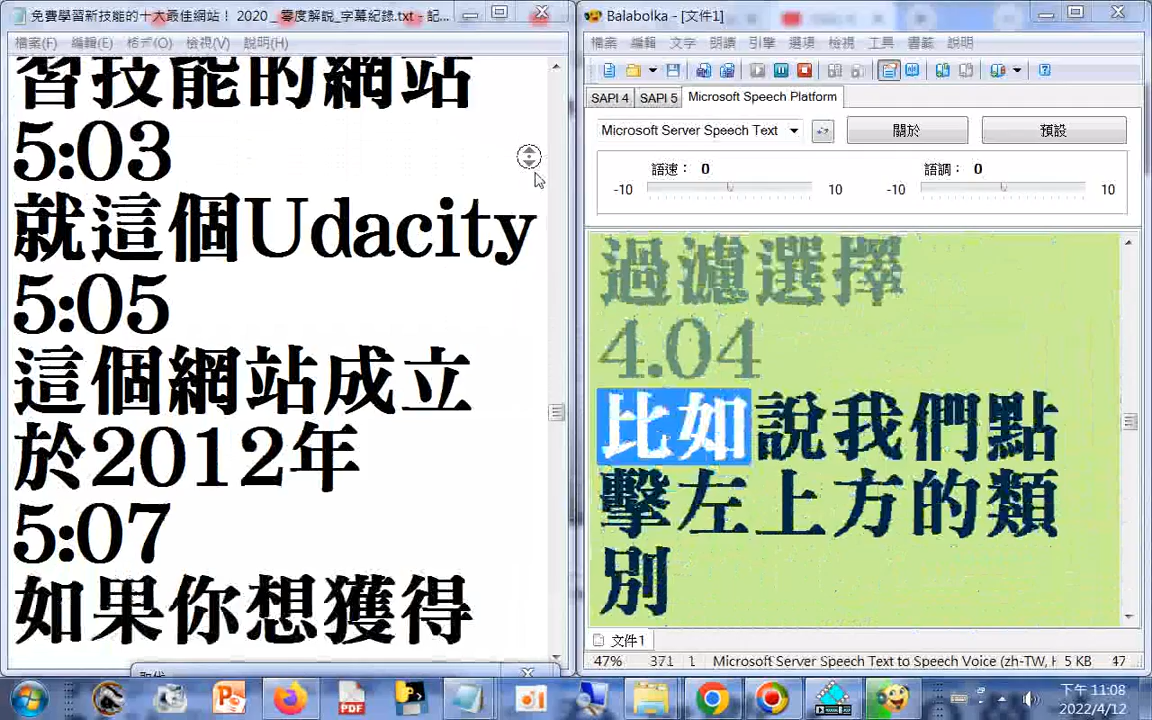 免費學習新技能的十大最佳網站！ 2020 _ 零度解說_字幕紀錄.txt - 記...
檔案(F) 編輯(E) 格式(O) 檢視(V) 說明(H)
習技能的網站
5:03
就這個Udacity
5:05
這個網站成立
於2012年
5:07
如果你想獲得
取代
Balabolka - [文件1]
檔案 編輯 文字 朗讀 引擎 選項 檢視 工具 書籤 說明
SAPI 4 SAPI 5 Microsoft Speech Platform
Microsoft Server Speech Text 關於 預設
語速： 0 語調： 0
-10 10 -10 10
過濾選擇
4.04
比如說我們點
擊左上方的類
別
文件1
47% 371 1 Microsoft Server Speech Text to Speech Voice (zh-TW, H 5 KB 47
下午 11:08
2022/4/12